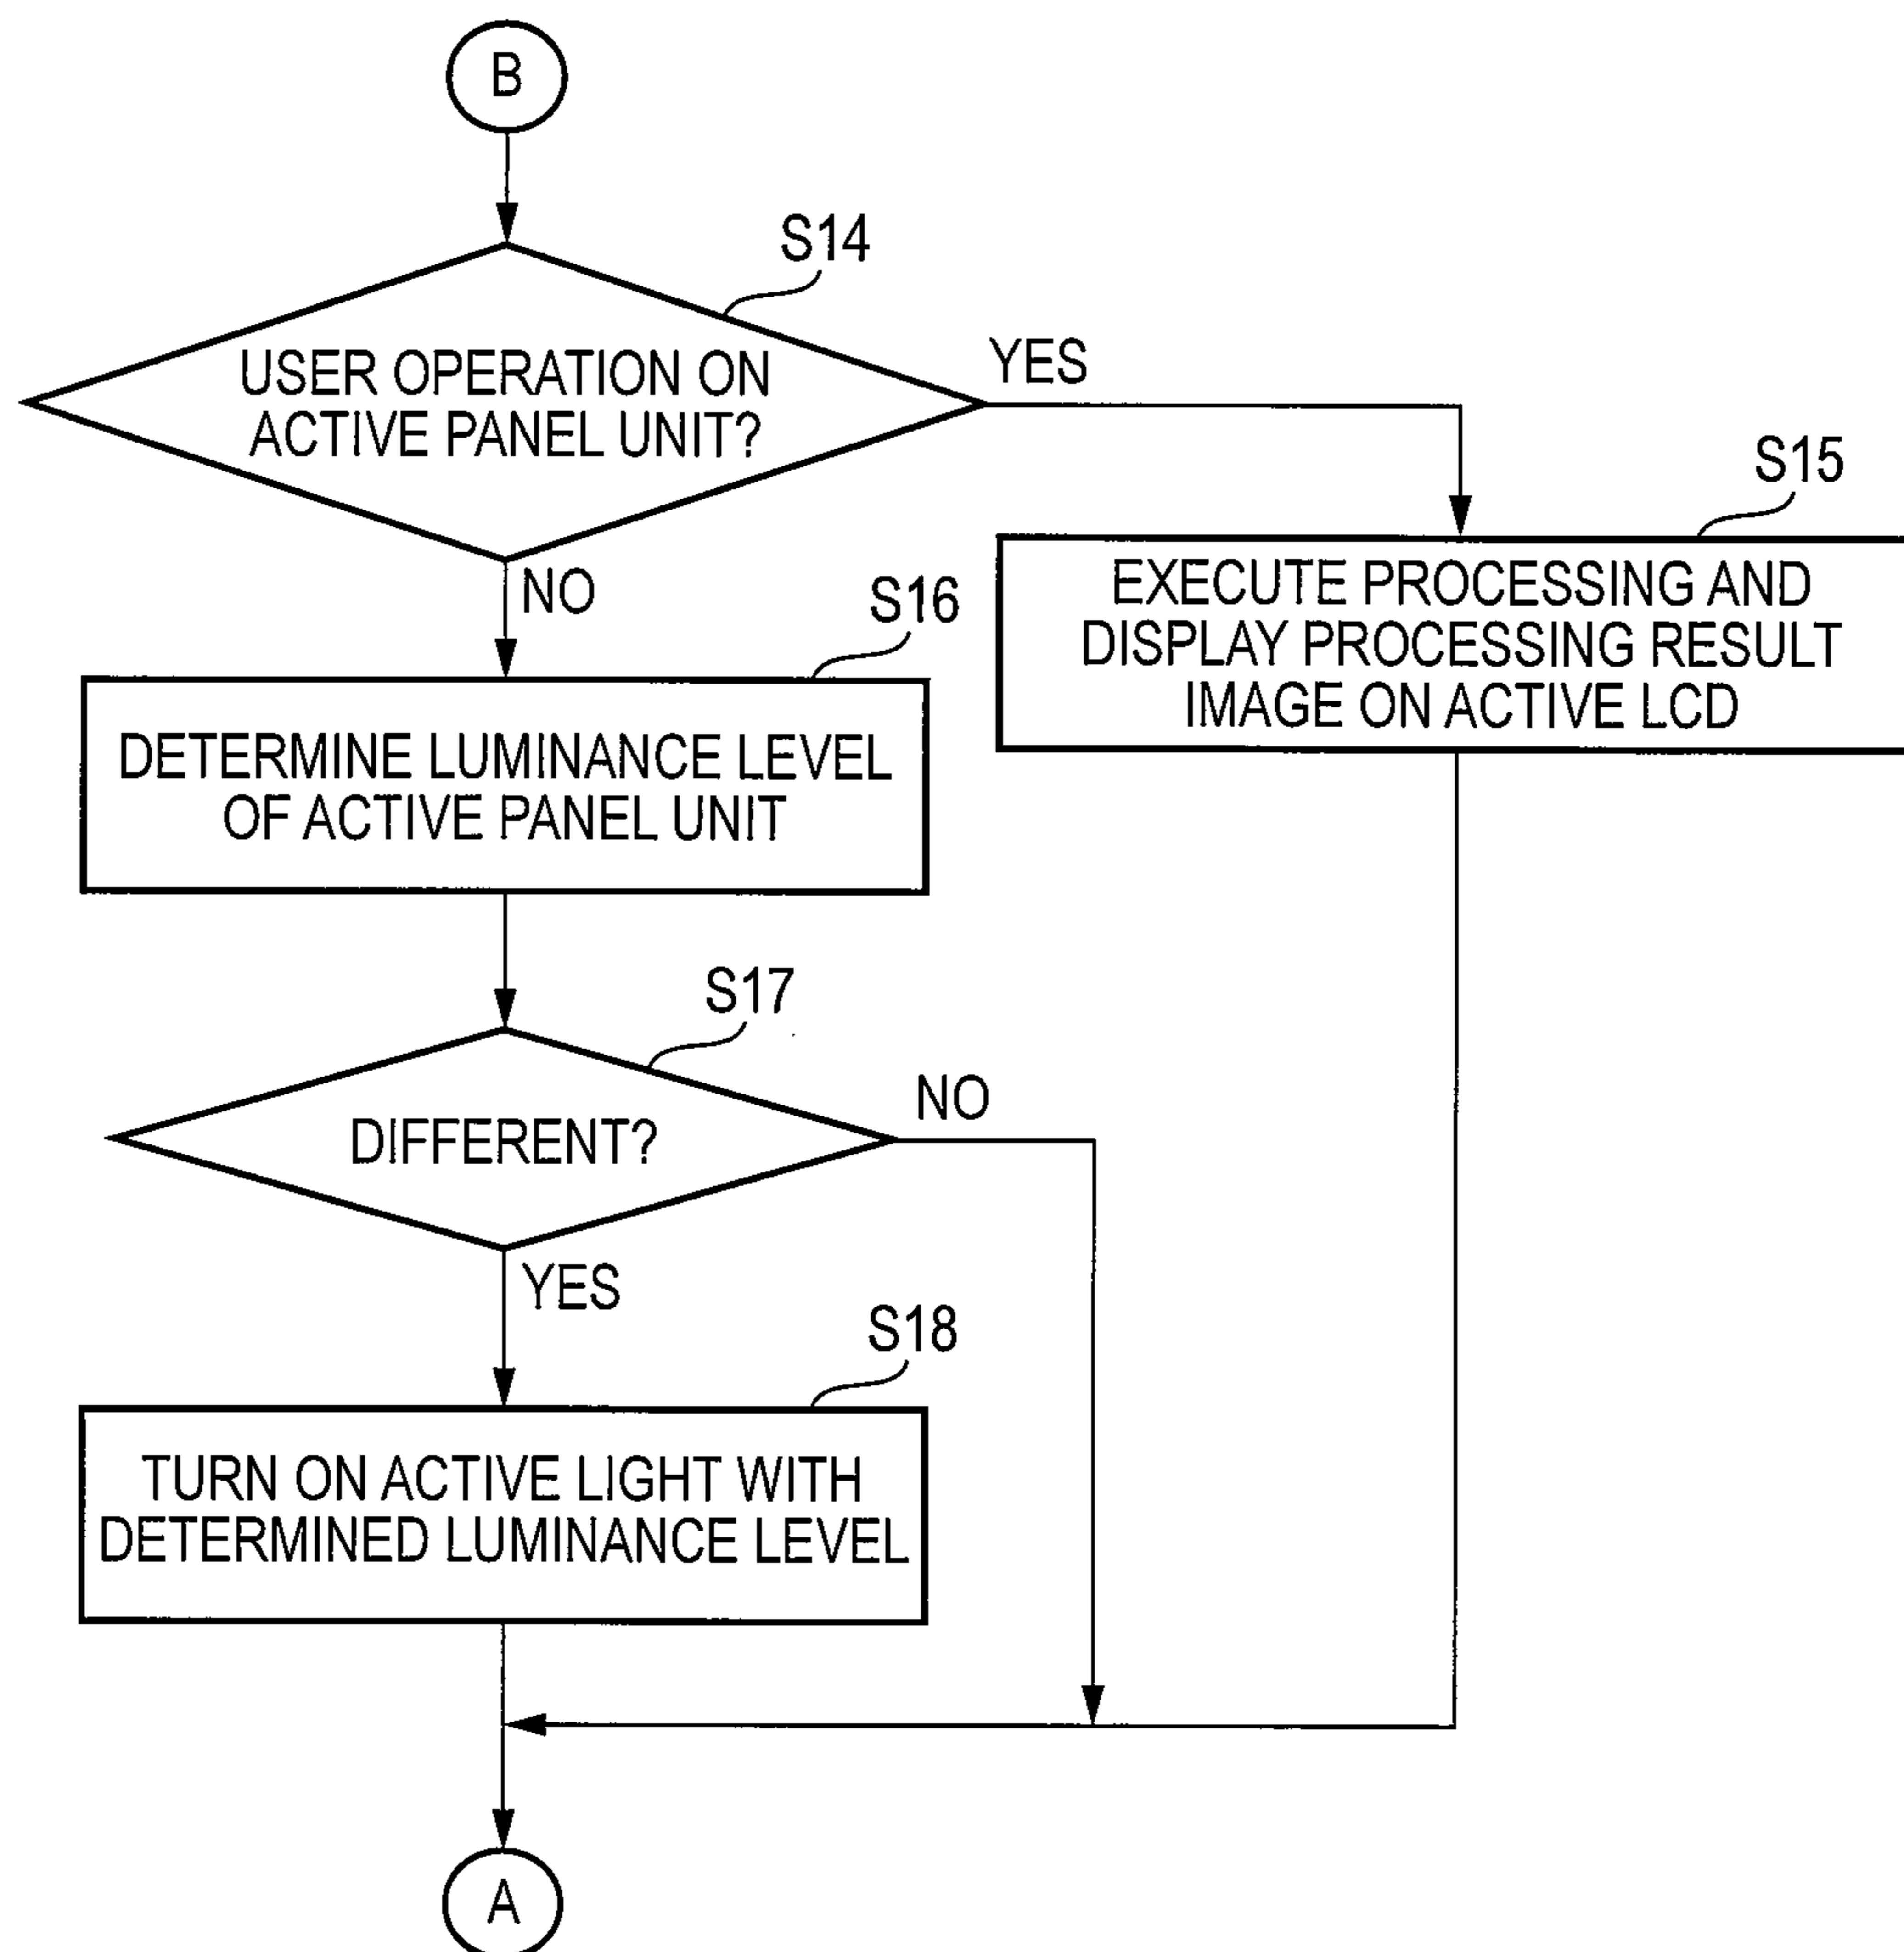 B
S14
USER OPERATION ON
ACTIVE PANEL UNIT?
YES
NO
S15
EXECUTE PROCESSING AND
DISPLAY PROCESSING RESULT
IMAGE ON ACTIVE LCD
S16
DETERMINE LUMINANCE LEVEL
OF ACTIVE PANEL UNIT
S17
DIFFERENT?
NO
YES
S18
TURN ON ACTIVE LIGHT WITH
DETERMINED LUMINANCE LEVEL
A